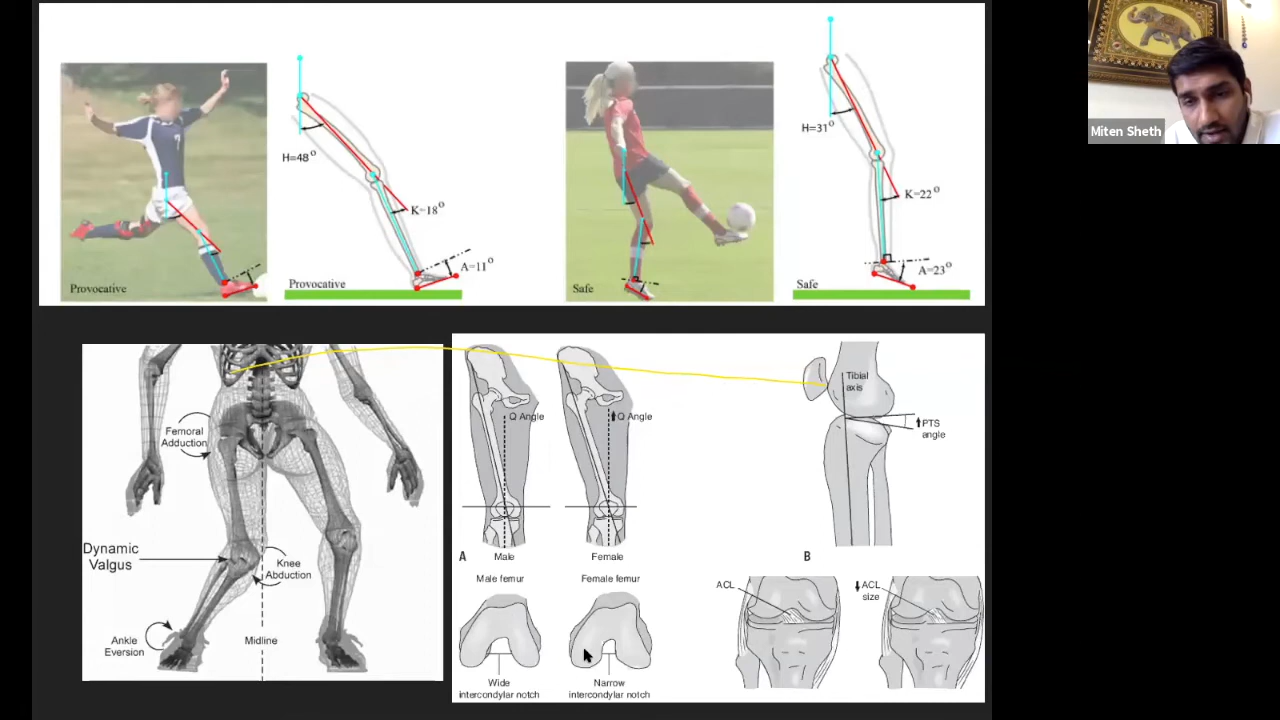 Miten Sheth
H=48°
K=18°
A=11°
Provocative
Provocative
H=31°
K=22°
A=23°
Safe
Safe
Femoral
Adduction
Dynamic
Valgus
Knee
Abduction
Ankle
Eversion
Midline
Q Angle
Q Angle
A
Male
Female
Male femur
Female femur
Wide
intercondylar notch
Narrow
intercondylar notch
Tibial
axis
PTS
angle
B
ACL
ACL
size